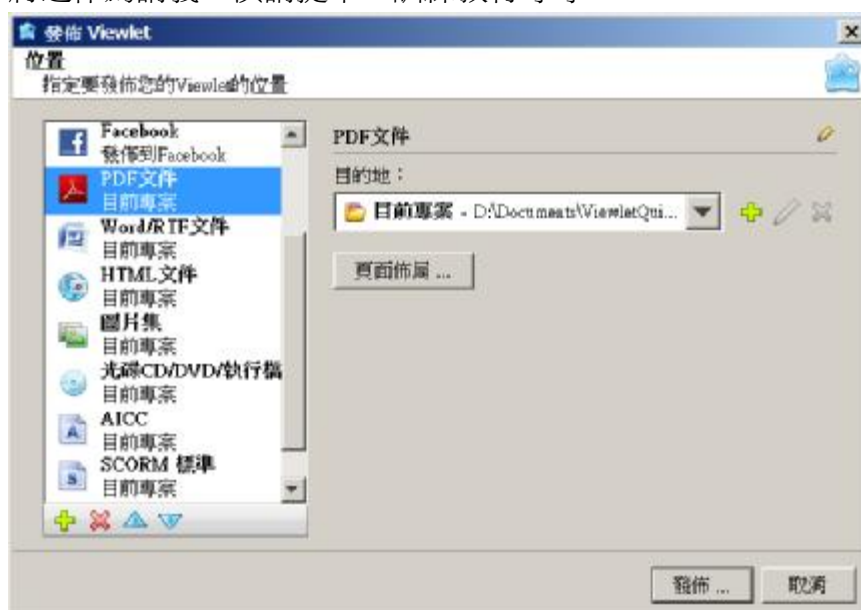 發佈 Viewlet
位置
指定要發佈您的Viewlet的位置
Facebook
發佈到Facebook
PDF文件
目前專案
Word/RTF文件
目前專案
HTML文件
目前專案
圖片集
目前專案
光碟CD/DVD/執行檔
目前專案
AICC
目前專案
SCORM 標準
目前專案
PDF文件
目的地：
目前專案 - D:\Documents\ViewletQui...
頁面佈局 ...
發佈 ...
取消